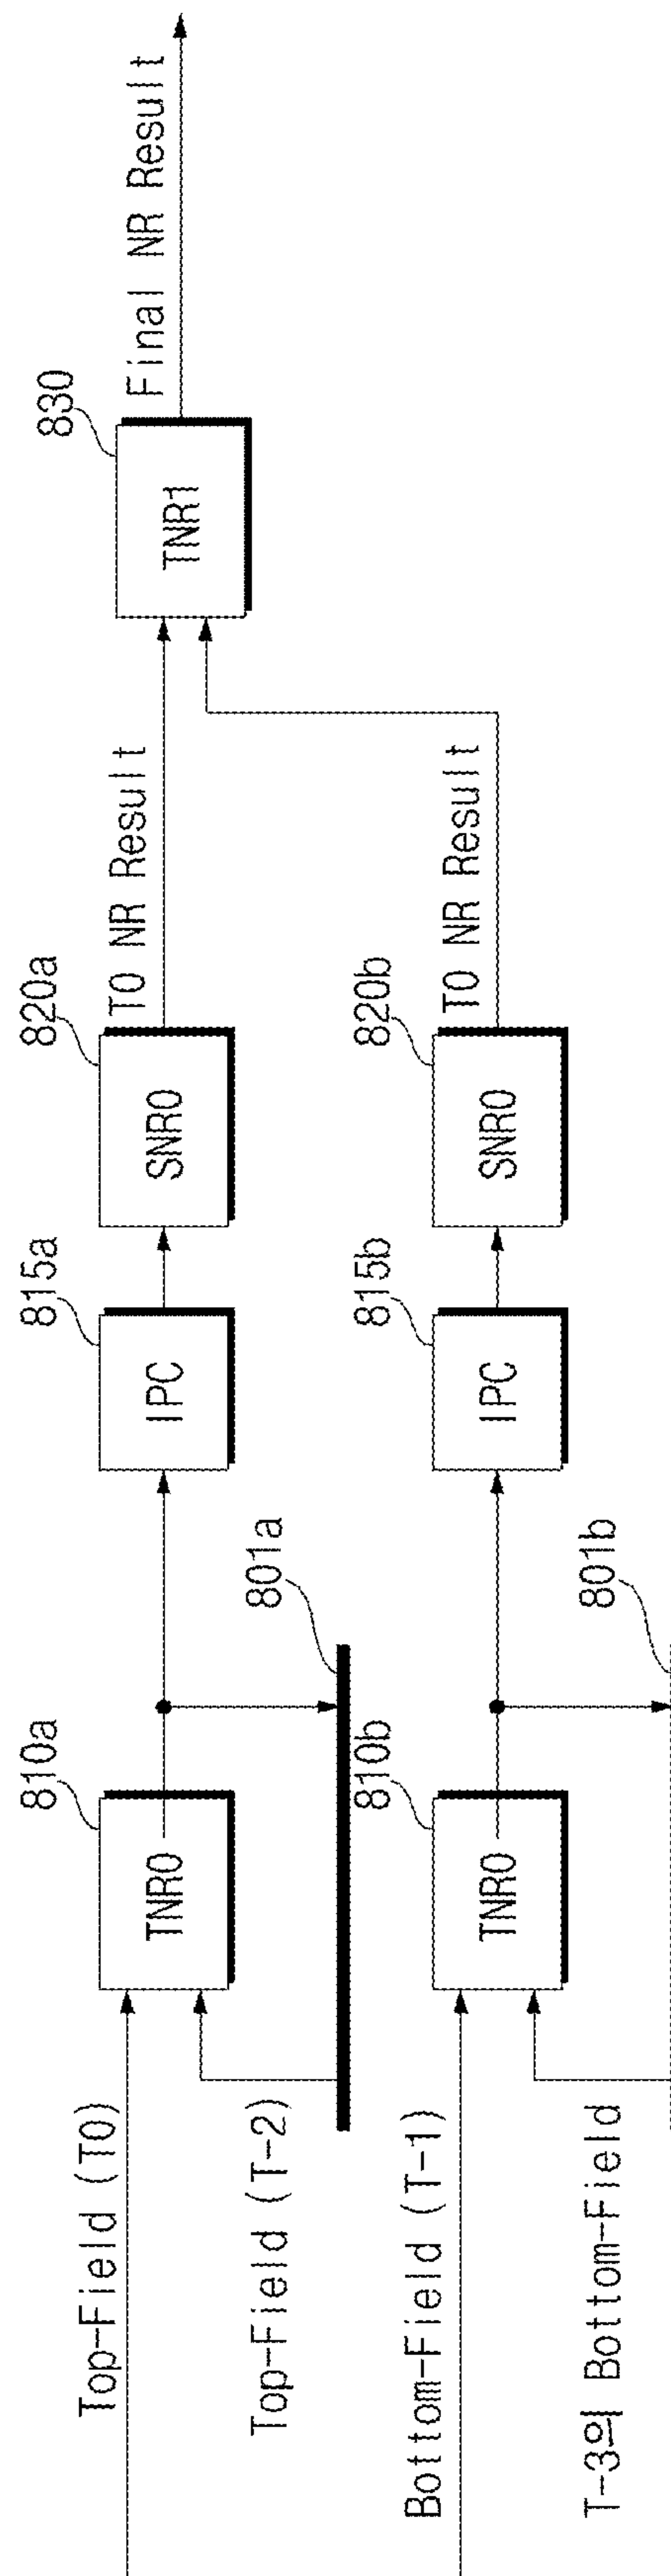 Top-Field (T0)
Top-Field (T-2)
810a
TNR0
801a
815a
IPC
820a
SNR0
T0 NR Result
830
TNR1
Final NR Result
Bottom-Field (T-1)
T-3의 Bottom-Field
810b
TNR0
801b
815b
IPC
820b
SNR0
T0 NR Result